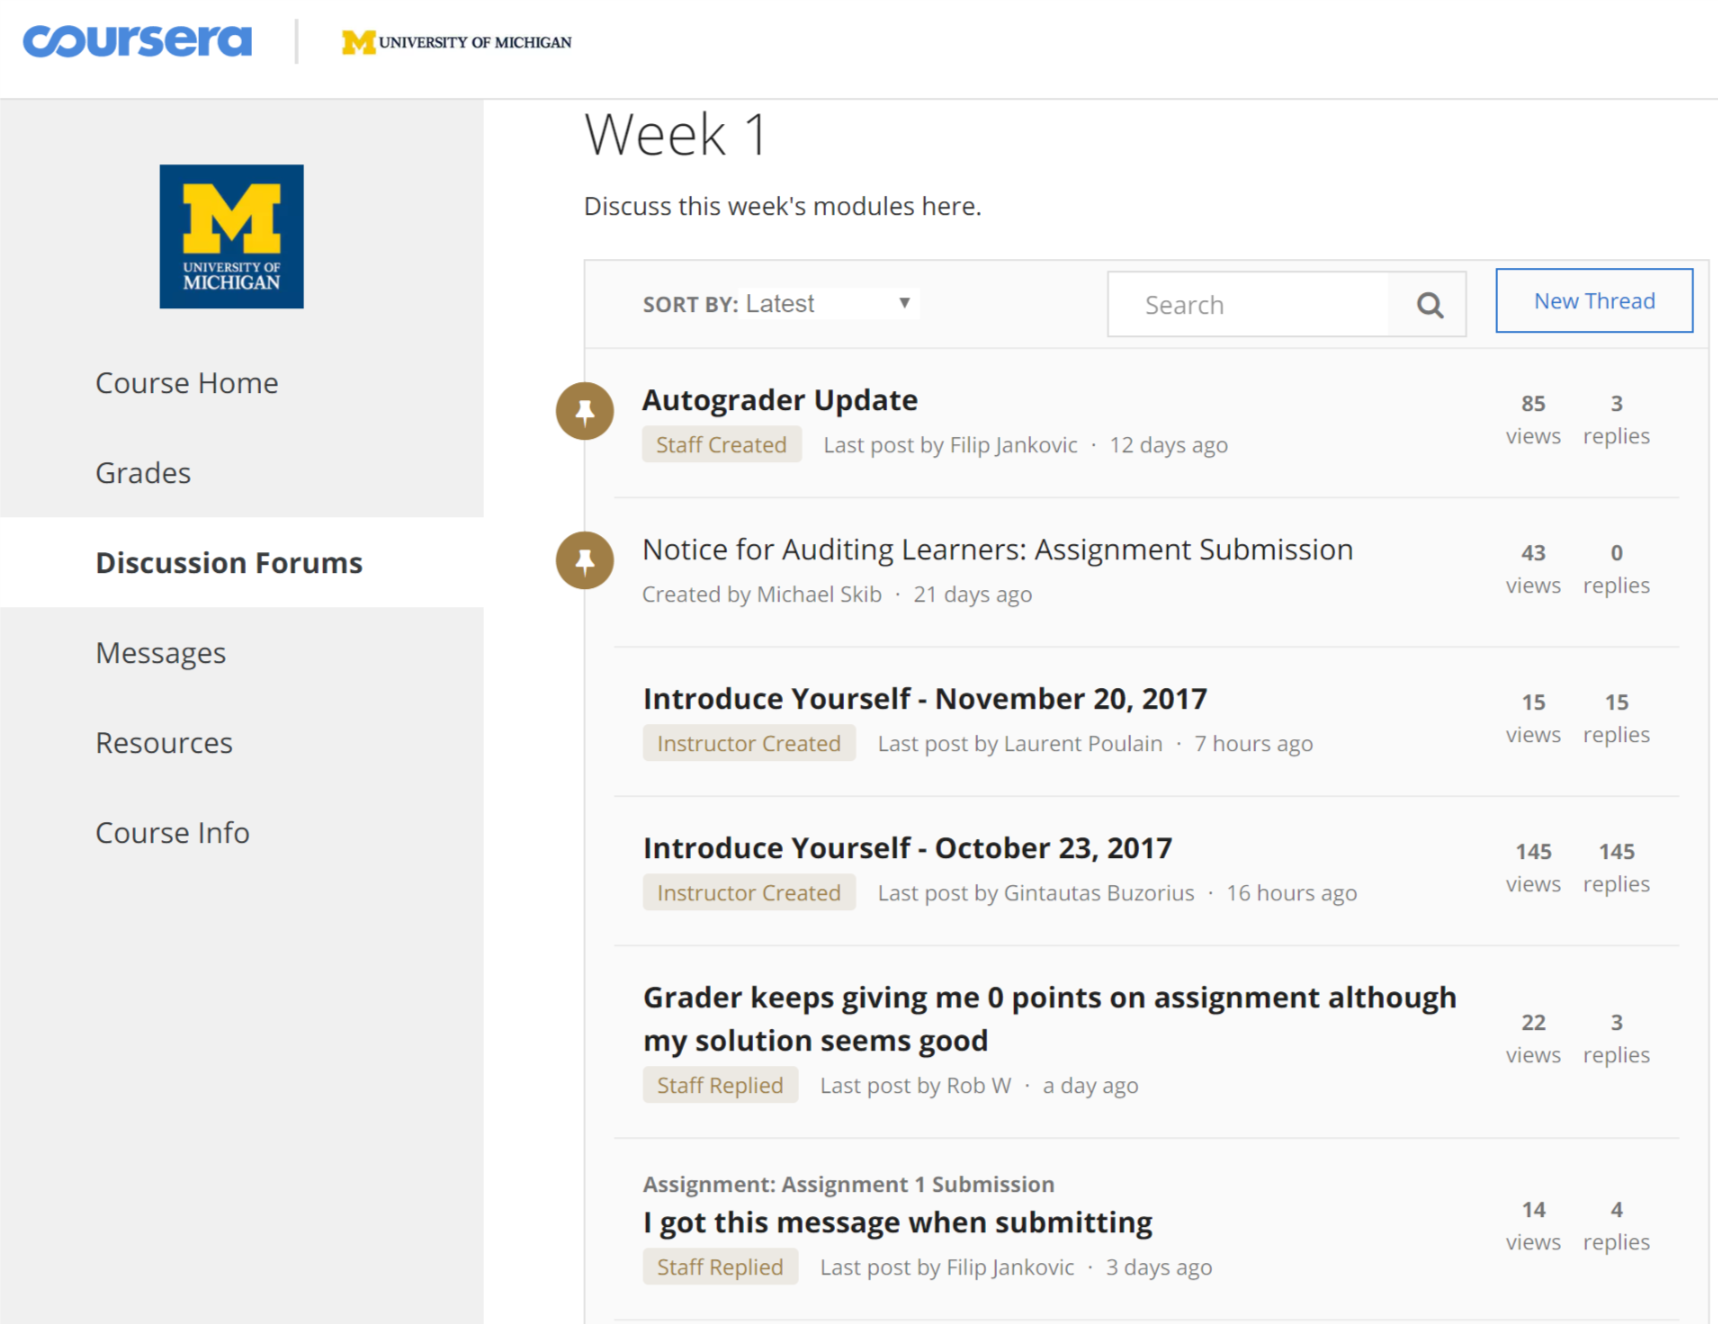 coursera
M UNIVERSITY OF MICHIGAN
M
UNIVERSITY OF
MICHIGAN
Course Home
Grades
Discussion Forums
Messages
Resources
Course Info
Week 1
Discuss this week's modules here.
SORT BY: Latest
Search
New Thread
Autograder Update
Staff Created Last post by Filip Jankovic · 12 days ago
85 3
views replies
Notice for Auditing Learners: Assignment Submission
Created by Michael Skib · 21 days ago
43 0
views replies
Introduce Yourself - November 20, 2017
Instructor Created Last post by Laurent Poulain · 7 hours ago
15 15
views replies
Introduce Yourself - October 23, 2017
Instructor Created Last post by Gintautas Buzorius · 16 hours ago
145 145
views replies
Grader keeps giving me 0 points on assignment although
my solution seems good
Staff Replied Last post by Rob W · a day ago
22 3
views replies
Assignment: Assignment 1 Submission
I got this message when submitting
Staff Replied Last post by Filip Jankovic · 3 days ago
14 4
views replies